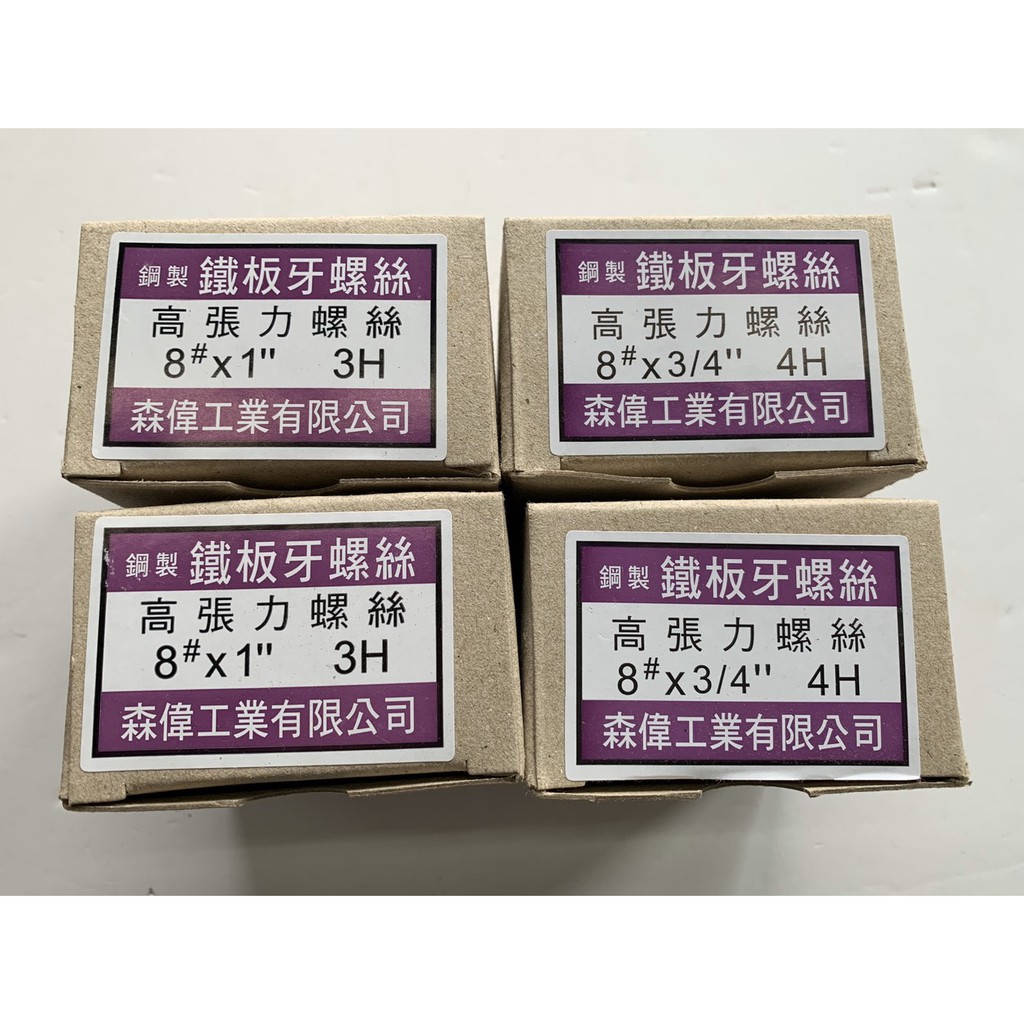 鋼製 鐵板牙螺絲
高張力螺絲
8#x1" 3H
森偉工業有限公司
鋼製 鐵板牙螺絲
高張力螺絲
8#x3/4" 4H
森偉工業有限公司
鋼製 鐵板牙螺絲
高張力螺絲
8#x1" 3H
森偉工業有限公司
鋼製 鐵板牙螺絲
高張力螺絲
8#x3/4" 4H
森偉工業有限公司